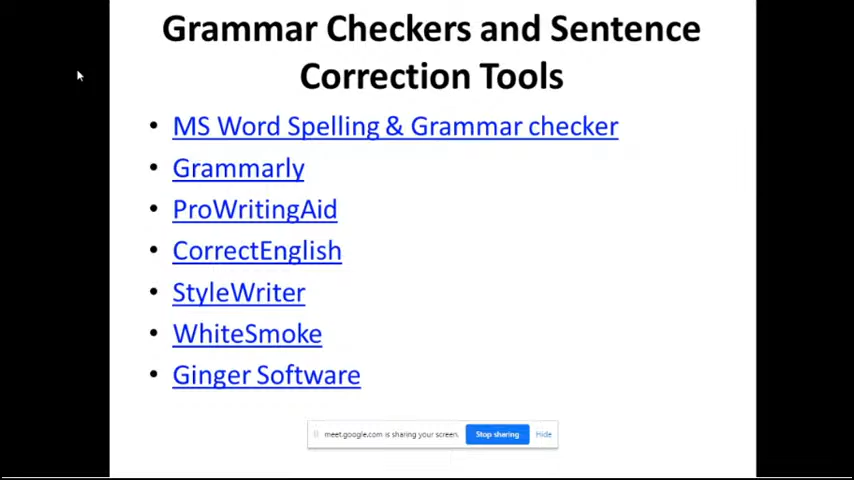 Grammar Checkers and Sentence
Correction Tools
• MS Word Spelling & Grammar checker
• Grammarly
• ProWritingAid
• CorrectEnglish
• StyleWriter
• WhiteSmoke
• Ginger Software
meet.google.com is sharing your screen. Stop sharing Hide